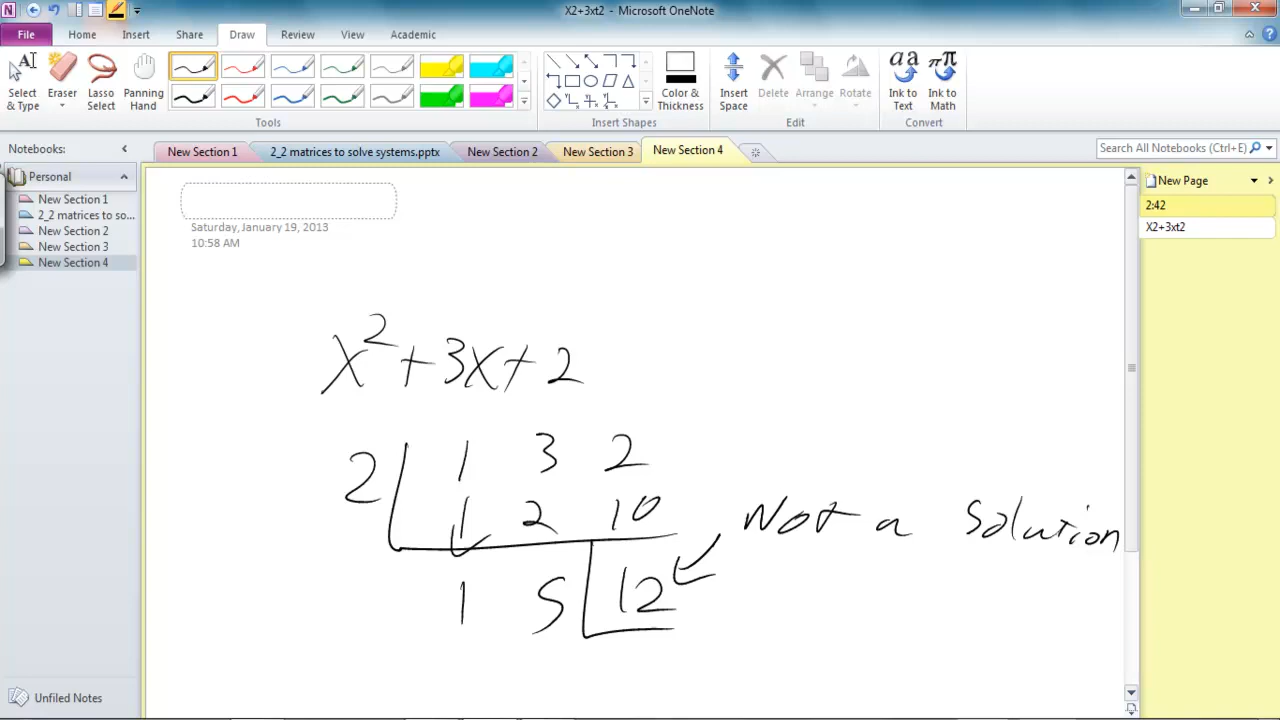 X2+3xt2 - Microsoft OneNote
File Home Insert Share Draw Review View Academic
Select & Type
Eraser
Lasso Select
Panning Hand
Color & Thickness
Insert Space
Delete
Arrange
Rotate
Link to Text
Link to Math
Tools
Insert Shapes
Edit
Convert
Notebooks:
New Section 1
2_2 matrices to solve systems.pptx
New Section 2
New Section 3
New Section 4
Search All Notebooks (Ctrl+E)
Personal
New Section 1
2_2 matrices to so...
New Section 2
New Section 3
New Section 4
New Page
2:42
X2+3xt2
Saturday, January 19, 2013
10:58 AM
x² + 3x + 2
2 1 3 2
1 2 10 Not a Solution
1 5 12
Unfiled Notes